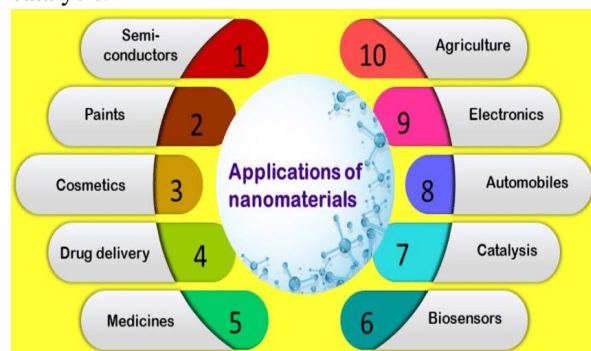 Semi-
conductors
1
Paints
2
Cosmetics
3
Drug delivery
4
Medicines
5
Applications of
nanomaterials
10
Agriculture
9
Electronics
8
Automobiles
7
Catalysis
6
Biosensors